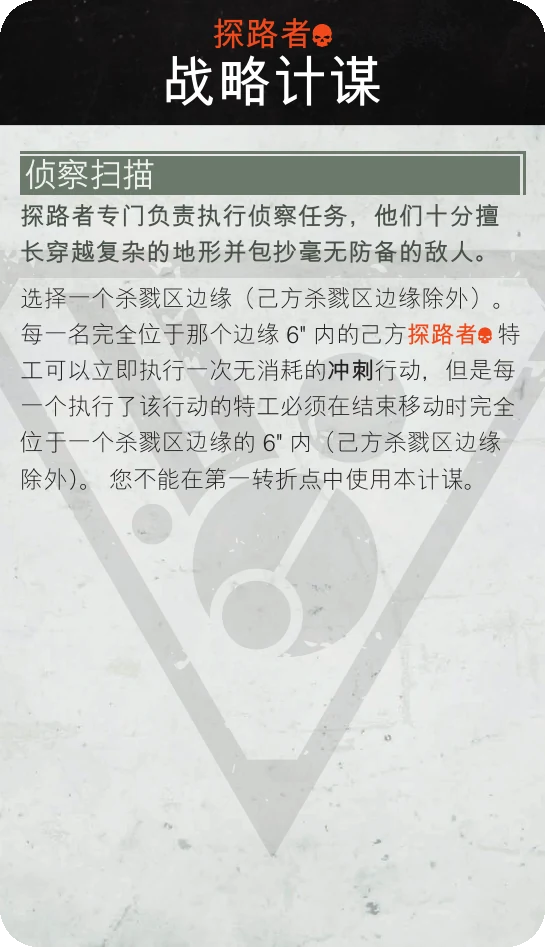 探路者
战略计谋
侦察扫描
探路者专门负责执行侦察任务，他们十分擅
长穿越复杂的地形并包抄毫无防备的敌人。
选择一个杀戮区边缘（己方杀戮区边缘除外）。
每一名完全位于那个边缘 6" 内的己方探路者特
工可以立即执行一次无消耗的冲刺行动，但是每
一个执行了该行动的特工必须在结束移动时完全
位于一个杀戮区边缘的 6" 内（己方杀戮区边缘
除外）。 您不能在第一转折点中使用本计谋。